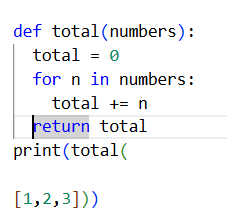 def total(numbers):
  total = 0
  for n in numbers:
    total += n
  return total
print(total(

[1,2,3]))